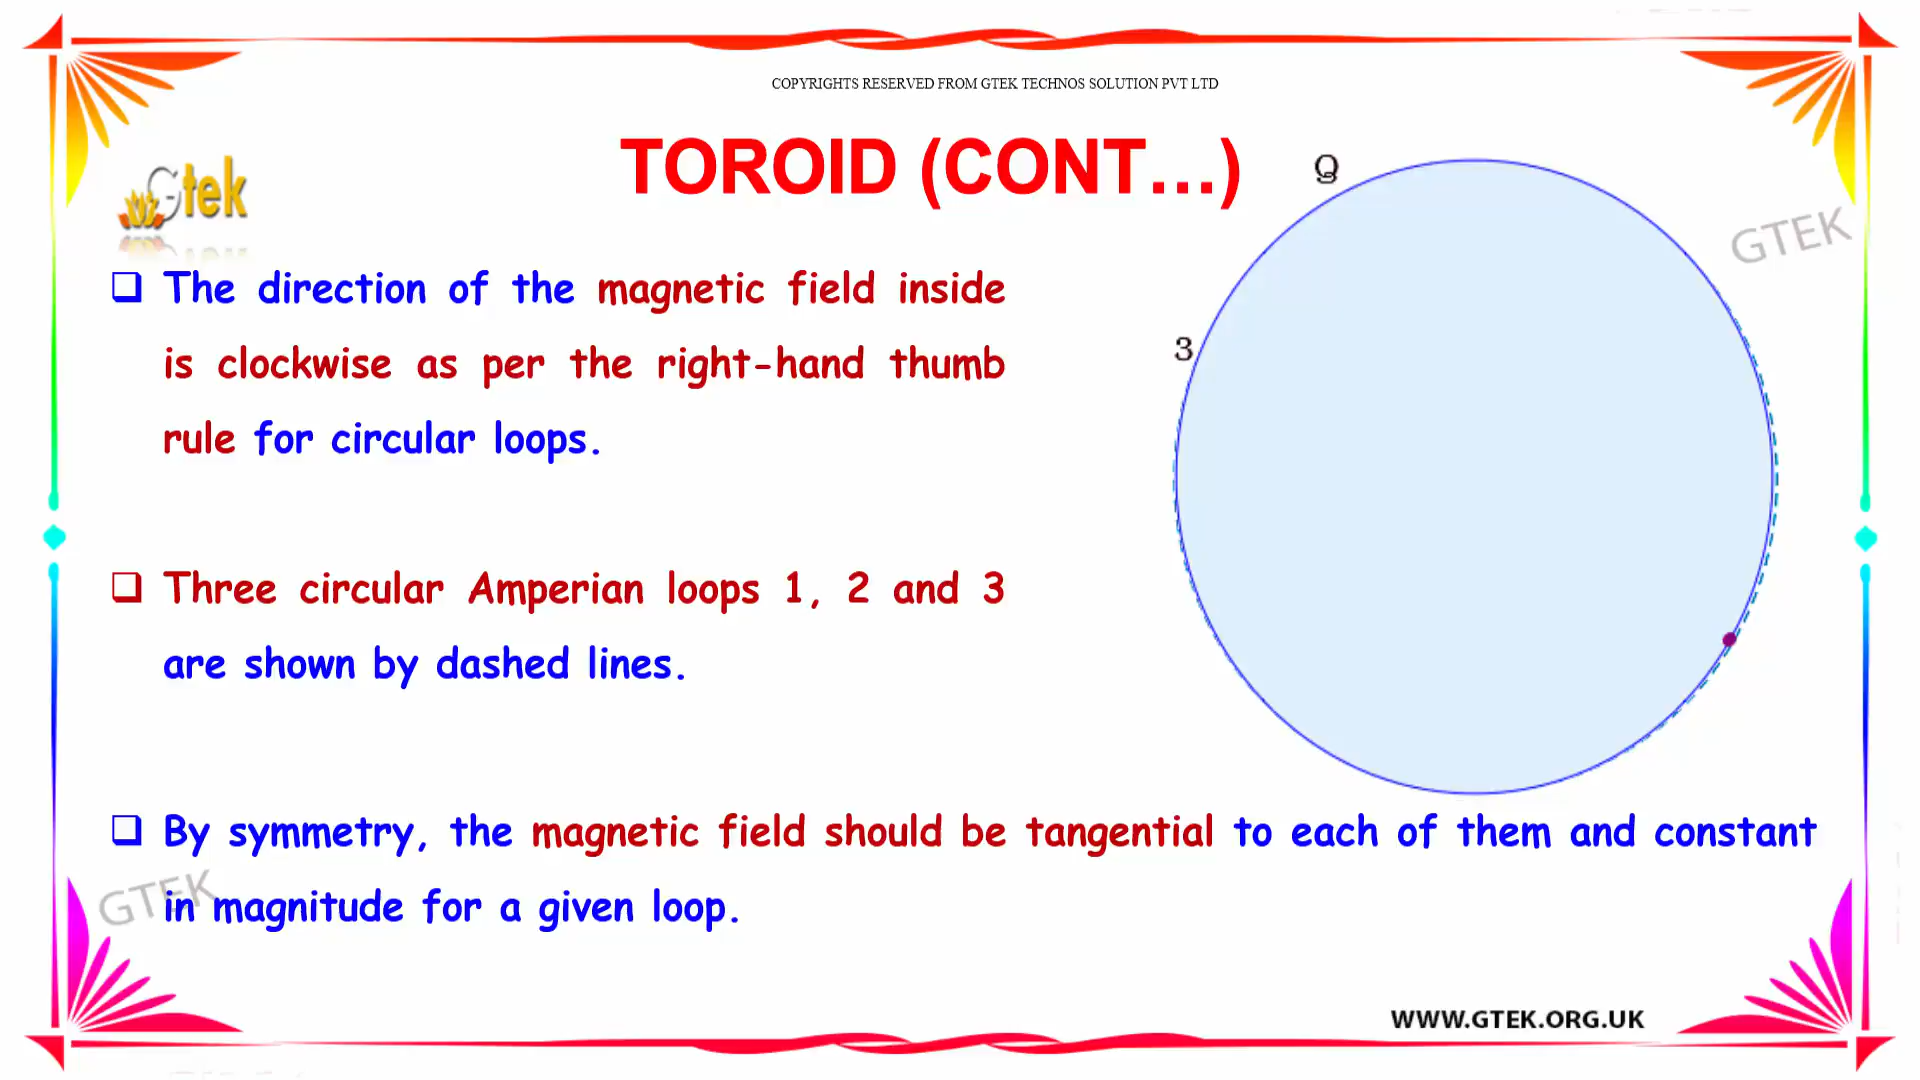 COPYRIGHTS RESERVED FROM GTEK TECHNOS SOLUTION PVT LTD
TOROID (CONT...)
Gtek
Q
GTEK
3
❑ The direction of the magnetic field inside
is clockwise as per the right-hand thumb
rule for circular loops.
❑ Three circular Amperian loops 1, 2 and 3
are shown by dashed lines.
❑ By symmetry, the magnetic field should be tangential to each of them and constant
in magnitude for a given loop.
GTEK
WWW.GTEK.ORG.UK